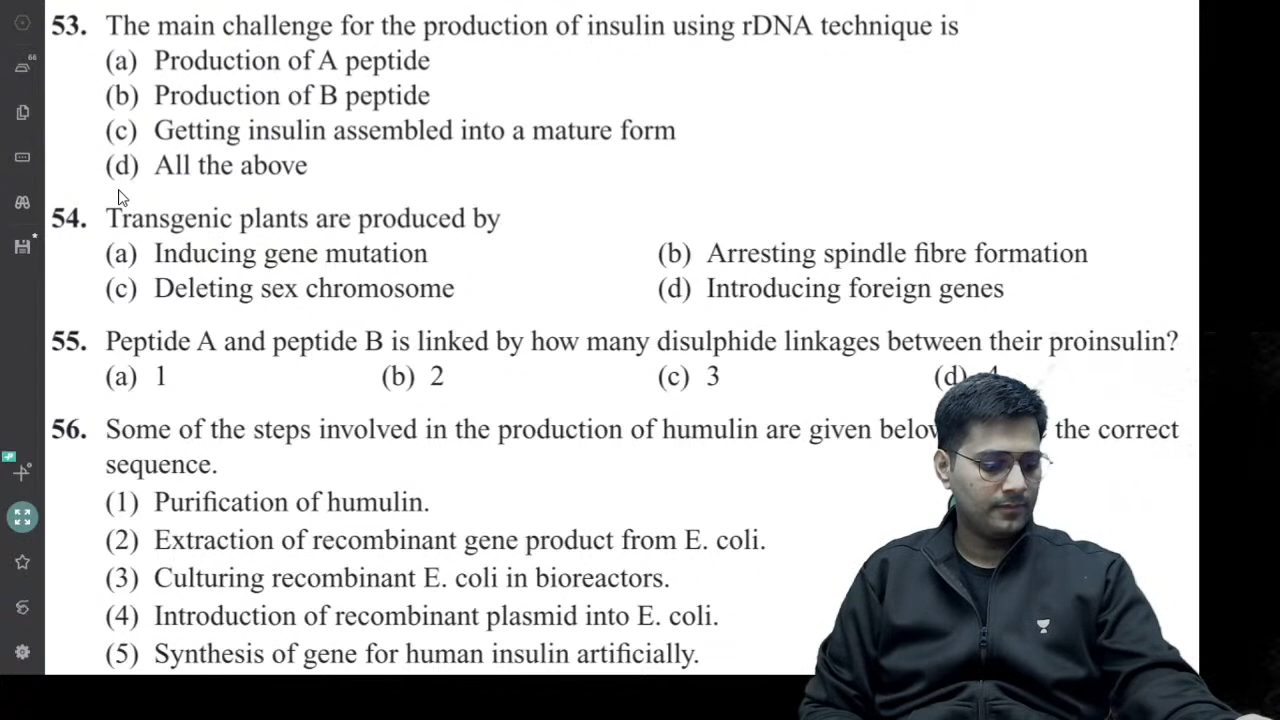 66
53. The main challenge for the production of insulin using rDNA technique is
(a) Production of A peptide
(b) Production of B peptide
(c) Getting insulin assembled into a mature form
(d) All the above
54. Transgenic plants are produced by
(a) Inducing gene mutation (b) Arresting spindle fibre formation
(c) Deleting sex chromosome (d) Introducing foreign genes
55. Peptide A and peptide B is linked by how many disulphide linkages between their proinsulin?
(a) 1 (b) 2 (c) 3 (d)
56. Some of the steps involved in the production of humulin are given the correct
sequence.
(1) Purification of humulin.
(2) Extraction of recombinant gene product from E. coli.
(3) Culturing recombinant E. coli in bioreactors.
(4) Introduction of recombinant plasmid into E. coli.
(5) Synthesis of gene for human insulin artificially.